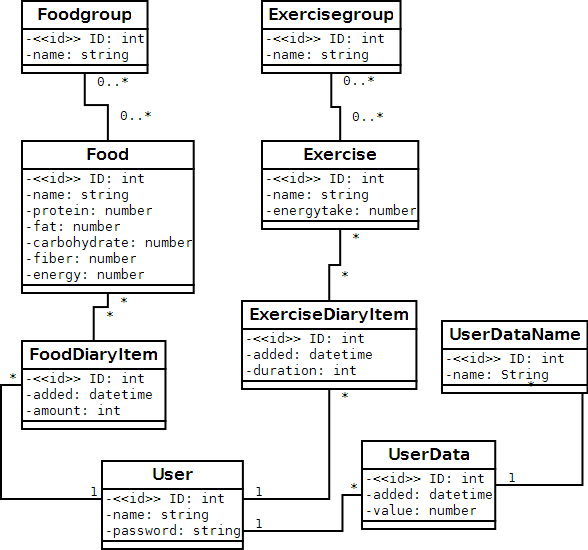 Foodgroup
-<<id>> ID: int
-name: string
0..*
0..*
Exercisegroup
-<<id>> ID: int
-name: string
0..*
0..*
Food
-<<id>> ID: int
-name: string
-protein: number
-fat: number
-carbohydrate: number
-fiber: number
-energy: number
*
*
Exercise
-<<id>> ID: int
-name: string
-energytake: number
*
*
FoodDiaryItem
-<<id>> ID: int
-added: datetime
-amount: int
*
ExerciseDiaryItem
-<<id>> ID: int
-added: datetime
-duration: int
*
UserDataName
-<<id>> ID: int
-name: String
*
User
-<<id>> ID: int
-name: string
-password: string
1
1
1
UserData
-<<id>> ID: int
-added: datetime
-value: number
*
1